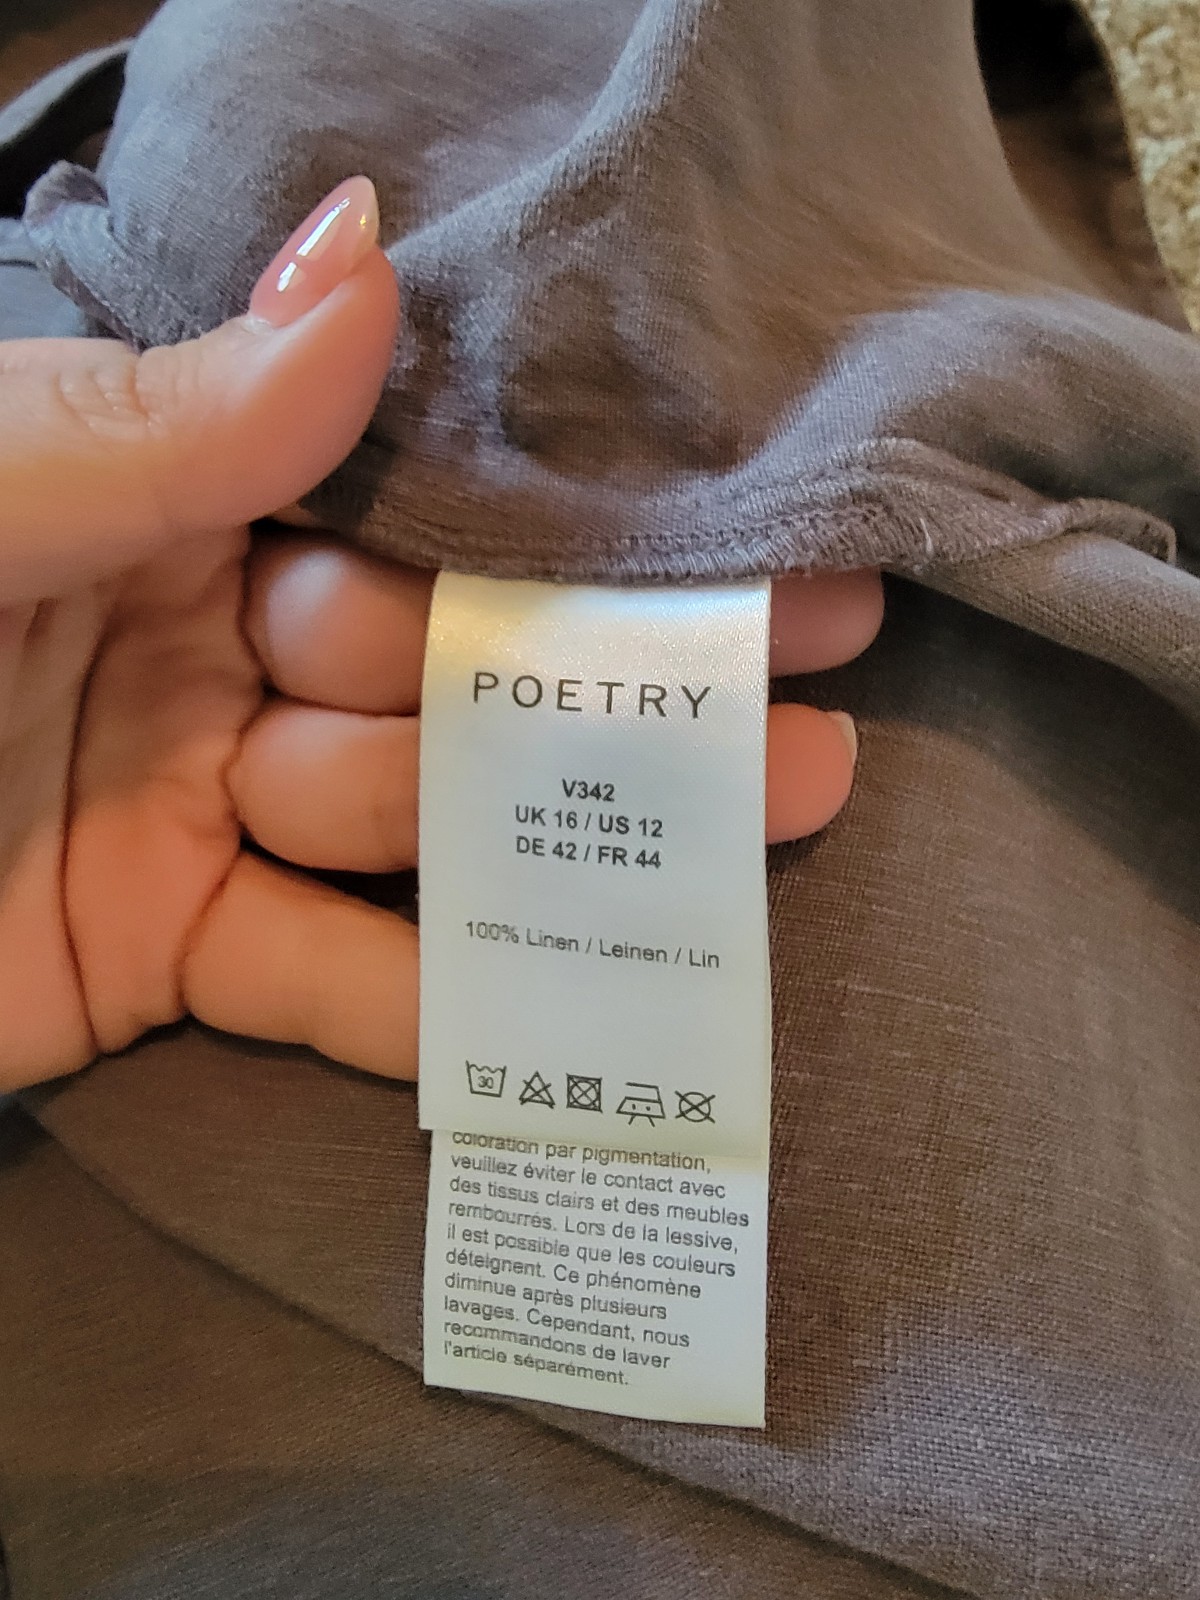 POETRY
V342
UK 16 / US 12
DE 42 / FR 44
100% Linen / Leinen / Lin
30
coloration par pigmentation,
veuillez éviter le contact avec
des tissus clairs et des meubles
rembourrés. Lors de la lessive,
il est possible que les couleurs
déteignent. Ce phénomène
diminue après plusieurs
lavages. Cependant, nous
recommandons de laver
l'article séparément.